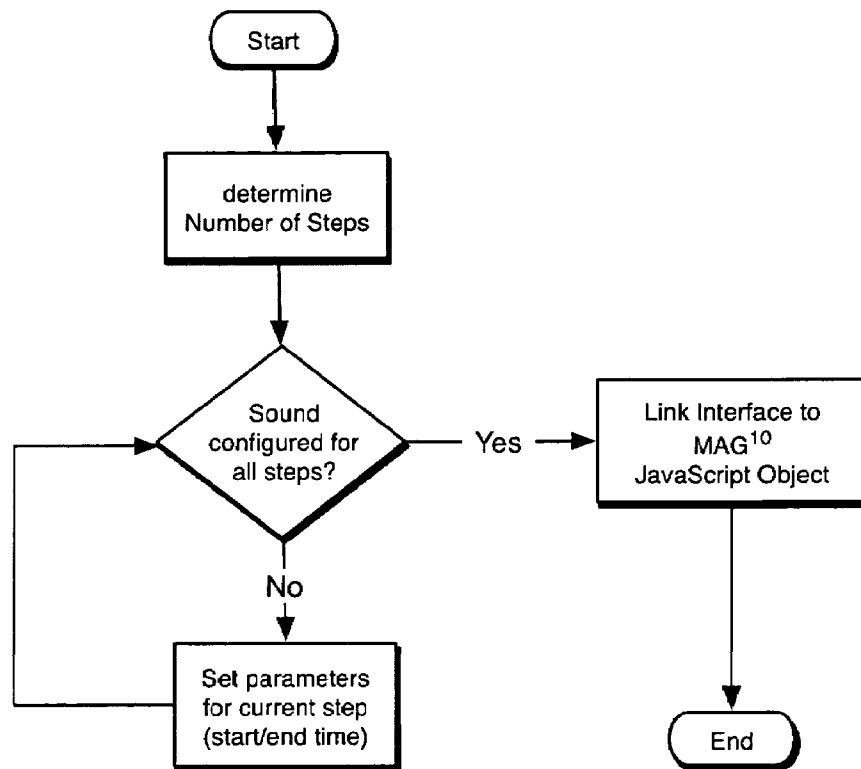 Start
determine
Number of Steps
Sound
configured for
all steps?
Yes
Link Interface to
MAG¹⁰
JavaScript Object
No
Set parameters
for current step
(start/end time)
End